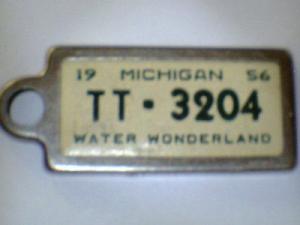 19 MICHIGAN 56
TT · 3204
WATER WONDERLAND